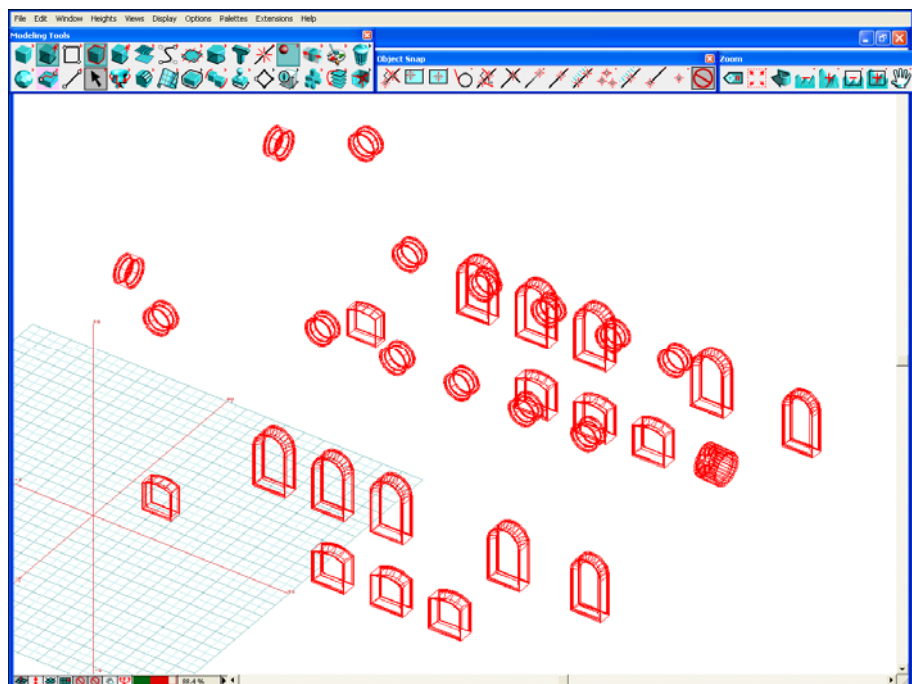 File Edit Window Heights Views Display Options Palettes Extensions Help
Modeling Tools
Object Snap
Zoom
88.4 %